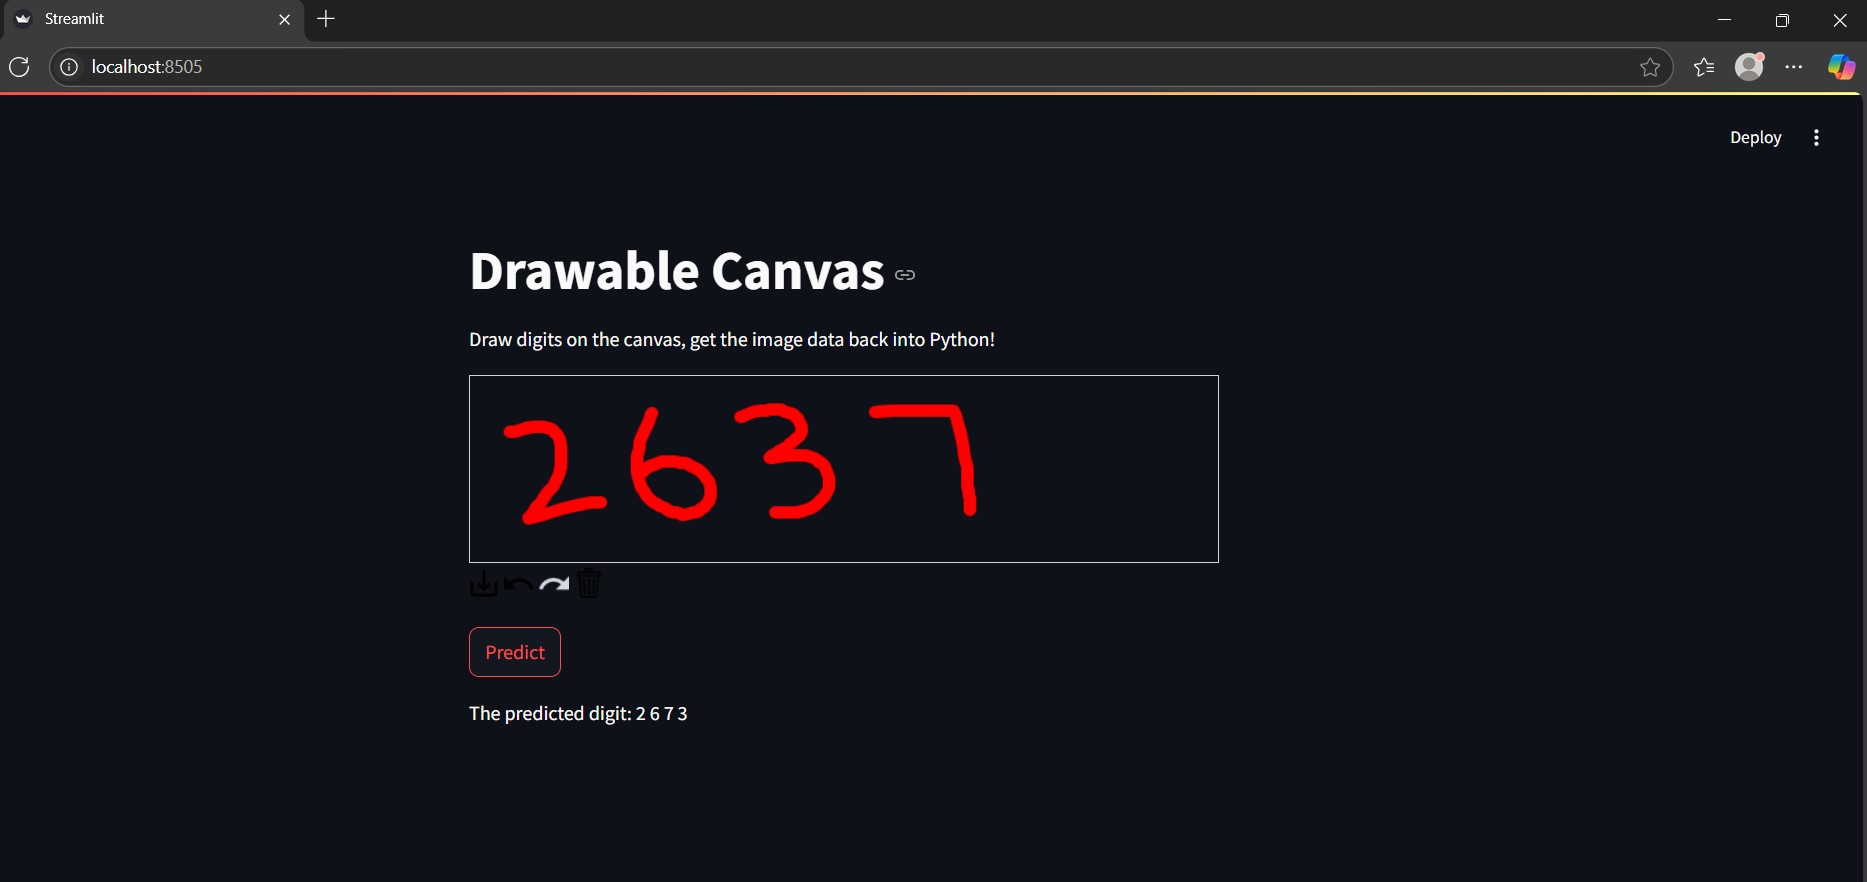 Streamlit
localhost:8505
Deploy
Drawable Canvas
Draw digits on the canvas, get the image data back into Python!
2637
Predict
The predicted digit: 2 6 7 3